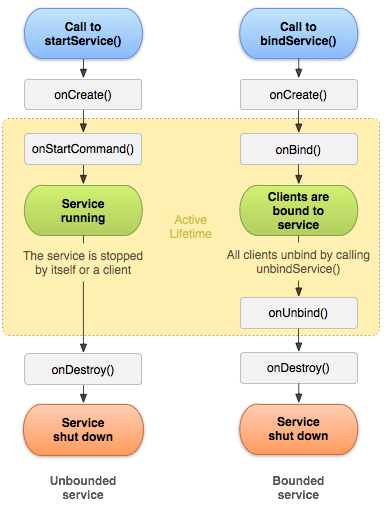 Call to
startService()
onCreate()
onStartCommand()
Service
running
The service is stopped
by itself or a client
onDestroy()
Service
shut down
Unbounded
service
Active
Lifetime
Call to
bindService()
onCreate()
onBind()
Clients are
bound to
service
All clients unbind by calling
unbindService()
onUnbind()
onDestroy()
Service
shut down
Bounded
service